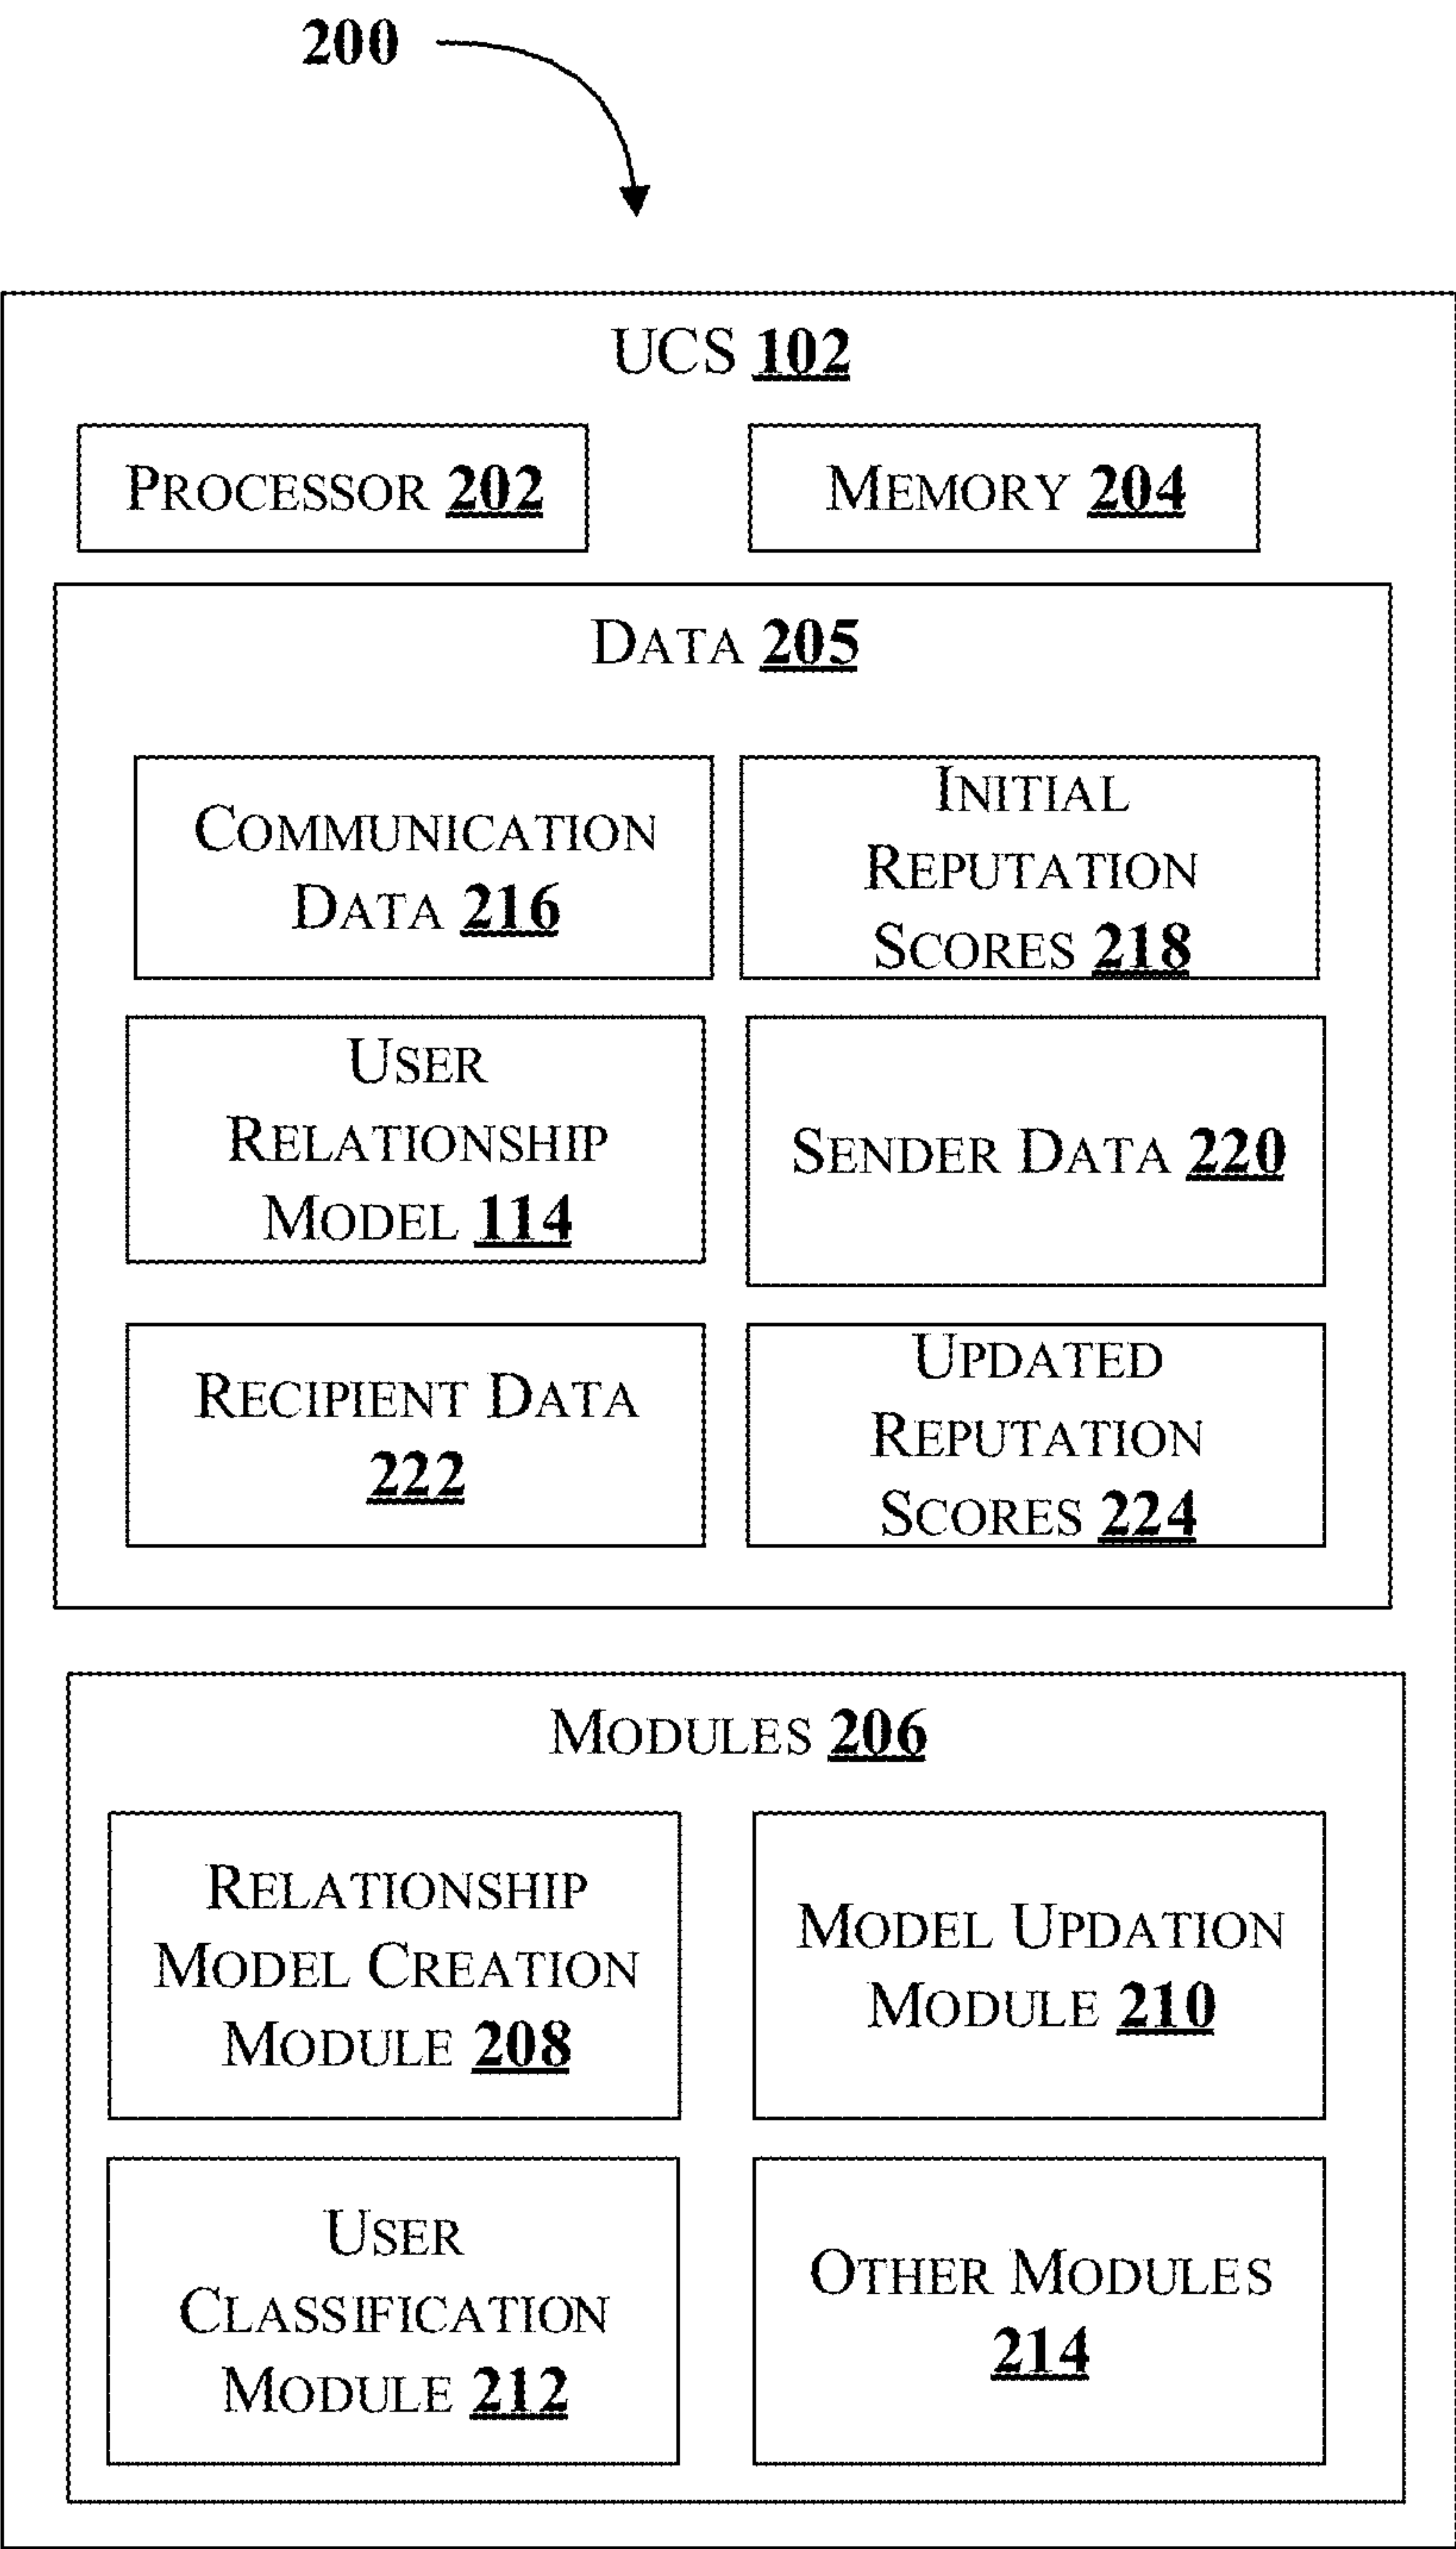 200
UCS 102
PROCESSOR 202
MEMORY 204
DATA 205
COMMUNICATION
DATA 216
INITIAL
REPUTATION
SCORES 218
USER
RELATIONSHIP
MODEL 114
SENDER DATA 220
RECIPIENT DATA
222
UPDATED
REPUTATION
SCORES 224
MODULES 206
RELATIONSHIP
MODEL CREATION
MODULE 208
MODEL UPDATION
MODULE 210
USER
CLASSIFICATION
MODULE 212
OTHER MODULES
214